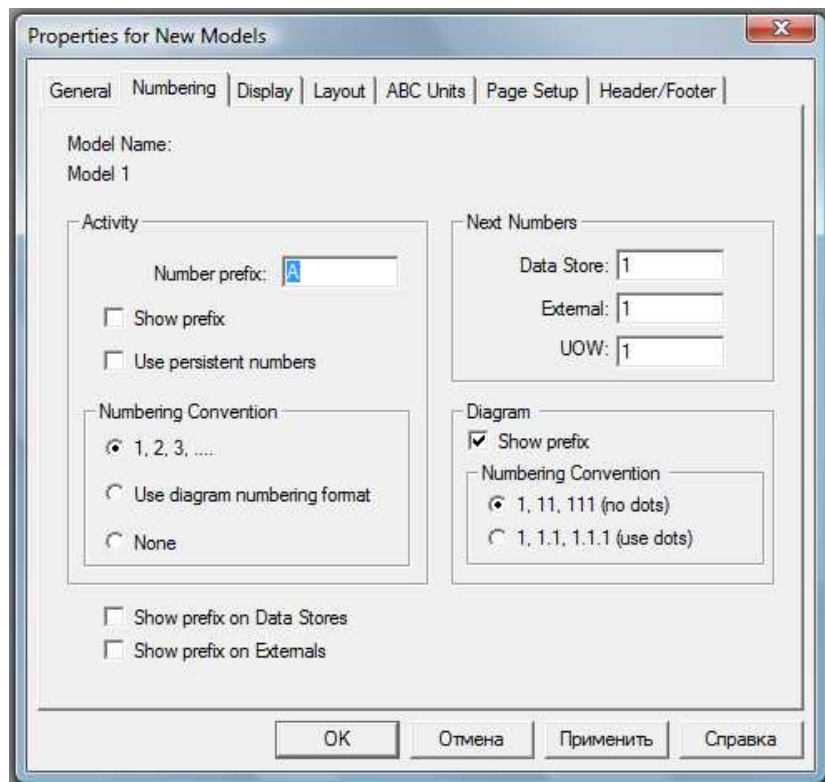 Properties for New Models
General Numbering Display Layout ABC Units Page Setup Header/Footer
Model Name:
Model 1
Activity
Number prefix: A
Show prefix
Use persistent numbers
Numbering Convention
1, 2, 3, ....
Use diagram numbering format
None
Next Numbers
Data Store: 1
External: 1
UOW: 1
Diagram
Show prefix
Numbering Convention
1, 11, 111 (no dots)
1, 1.1, 1.1.1 (use dots)
Show prefix on Data Stores
Show prefix on Externals
OK Отмена Применить Справка